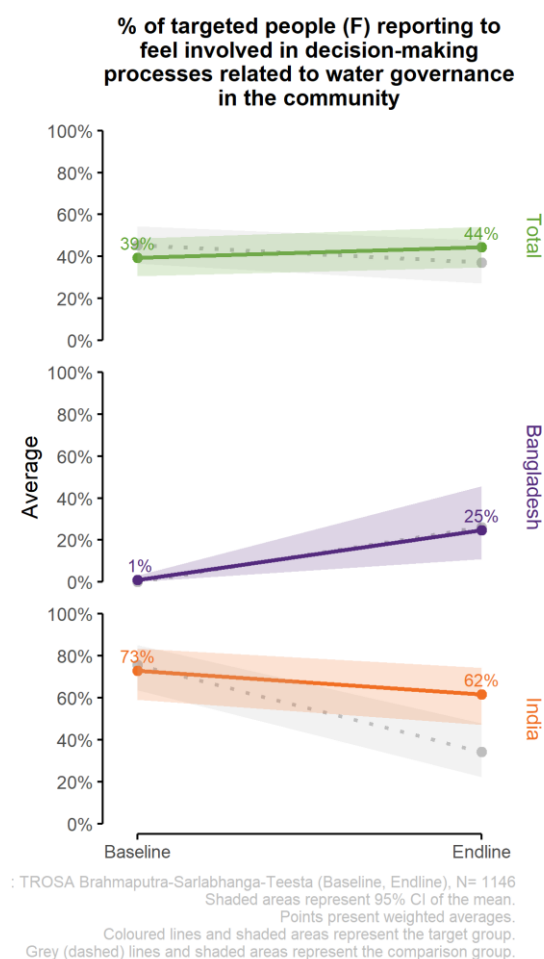 % of targeted people (F) reporting to
feel involved in decision-making
processes related to water governance
in the community
100%
80%
60%
40%
20%
0%
39%
44%
Total
100%
80%
60%
40%
20%
0%
1%
25%
Bangladesh
Average
100%
80%
60%
40%
20%
0%
73%
62%
India
Baseline
Endline
: TROSA Brahmaputra-Sarlabhanga-Teesta (Baseline, Endline), N= 1146
Shaded areas represent 95% CI of the mean.
Points present weighted averages.
Coloured lines and shaded areas represent the target group.
Grey (dashed) lines and shaded areas represent the comparison group.